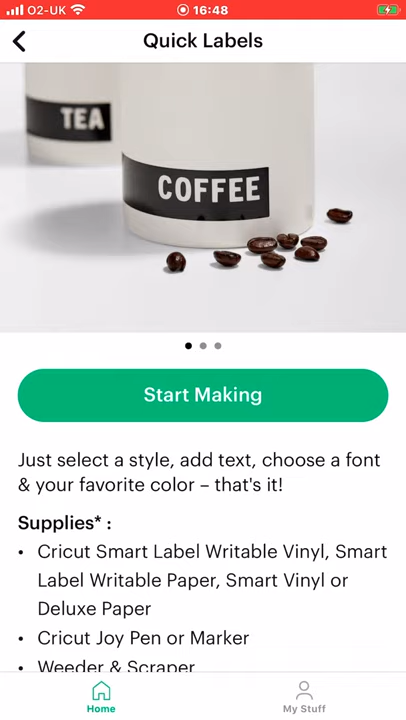 O2-UK 16:48
Quick Labels
TEA
COFFEE
Start Making
Just select a style, add text, choose a font
& your favorite color – that's it!
Supplies* :
• Cricut Smart Label Writable Vinyl, Smart
Label Writable Paper, Smart Vinyl or
Deluxe Paper
• Cricut Joy Pen or Marker
• Weeder & Scraper
Home
My Stuff